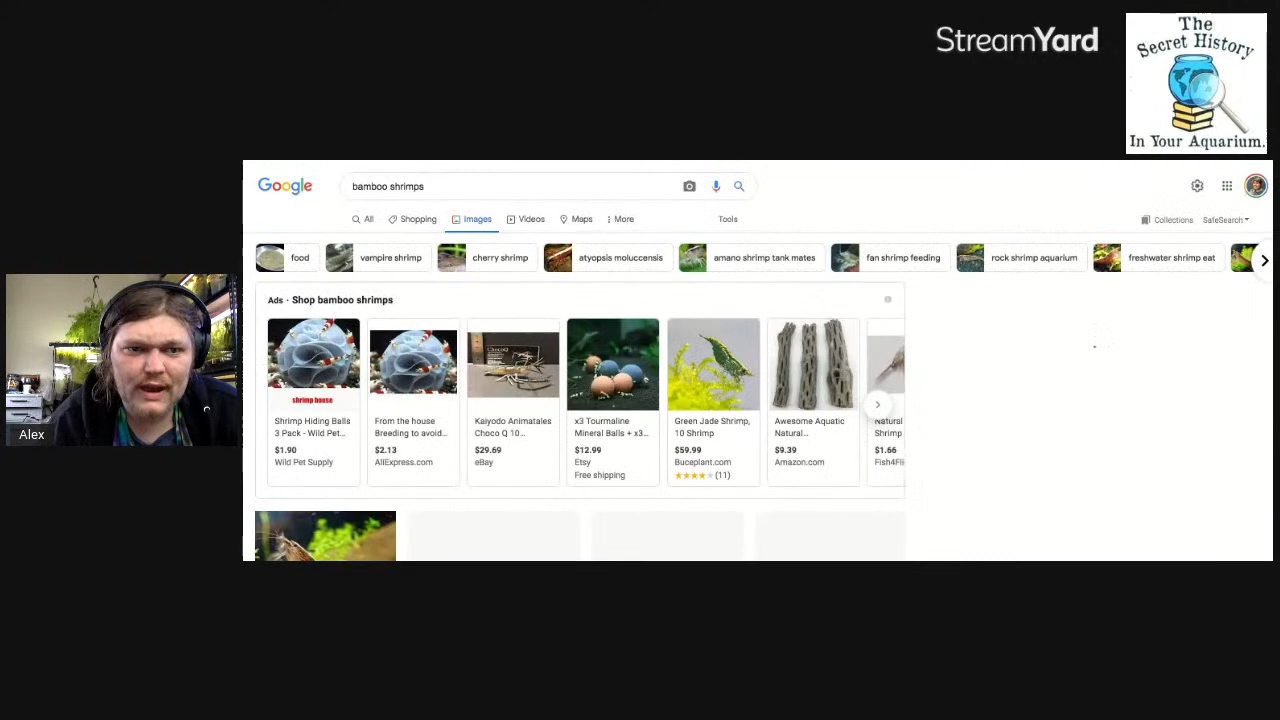 StreamYard
The
Secret History
In Your Aquarium.
Google
bamboo shrimps
All
Shopping
Images
Videos
Maps
More
Tools
Collections
SafeSearch
food
vampire shrimp
cherry shrimp
atyopsis moluccensis
amano shrimp tank mates
fan shrimp feeding
rock shrimp aquarium
freshwater shrimp eat
Ads · Shop bamboo shrimps
shrimp house
Shrimp Hiding Balls
3 Pack - Wild Pet...
$1.90
Wild Pet Supply
From the house
Breeding to avoid...
$2.13
AliExpress.com
Kaiyodo Animatales
Choco Q 10...
$29.69
eBay
x3 Tourmaline
Mineral Balls + x3...
$12.99
Etsy
Free shipping
Green Jade Shrimp,
10 Shrimp
$59.99
Buceplant.com
(11)
Awesome Aquatic
Natural...
$9.39
Amazon.com
Natural
Shrimp
$1.66
Fish4Fi
Alex